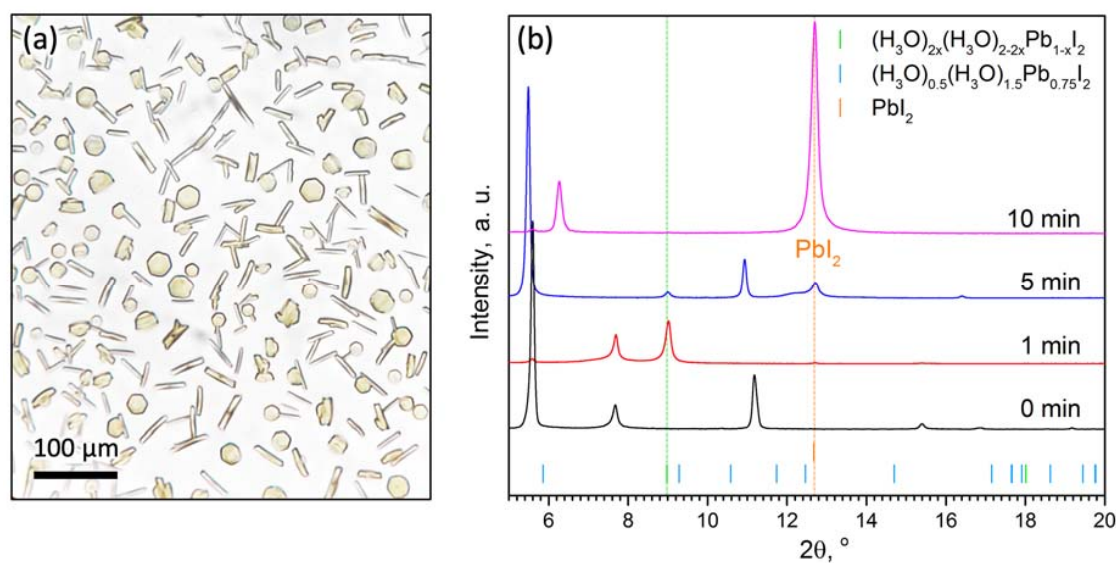 (a)
100 µm
(b)
(H₃O)₂ₓ(H₃O)₂₋₂ₓPb₁₋ₓI₂
(H₃O)₀.₅(H₃O)₁.₅Pb₀.₇₅I₂
PbI₂
10 min
PbI₂
5 min
1 min
0 min
Intensity, a. u.
6 8 10 12 14 16 18 20
2θ, °